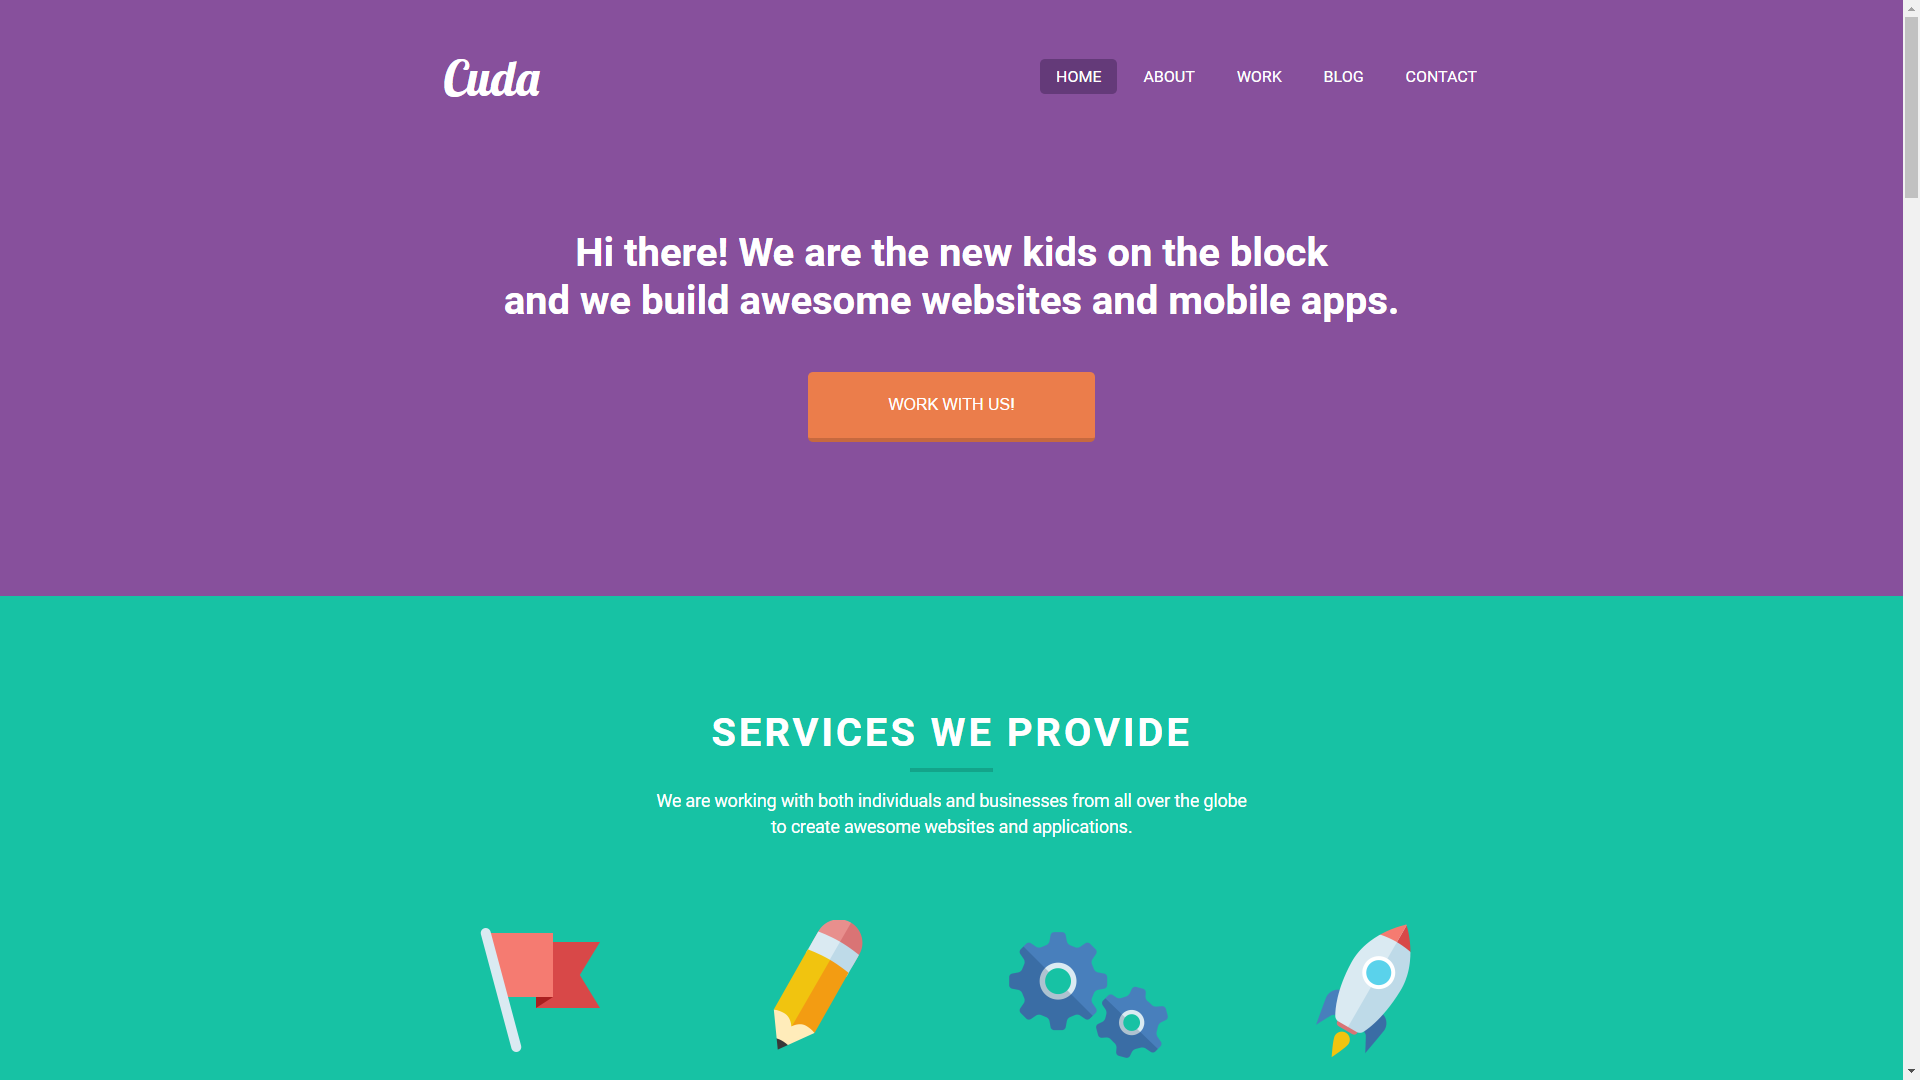 Cuda
HOME
ABOUT
WORK
BLOG
CONTACT
Hi there! We are the new kids on the block
and we build awesome websites and mobile apps.
WORK WITH US!
SERVICES WE PROVIDE
We are working with both individuals and businesses from all over the globe
to create awesome websites and applications.